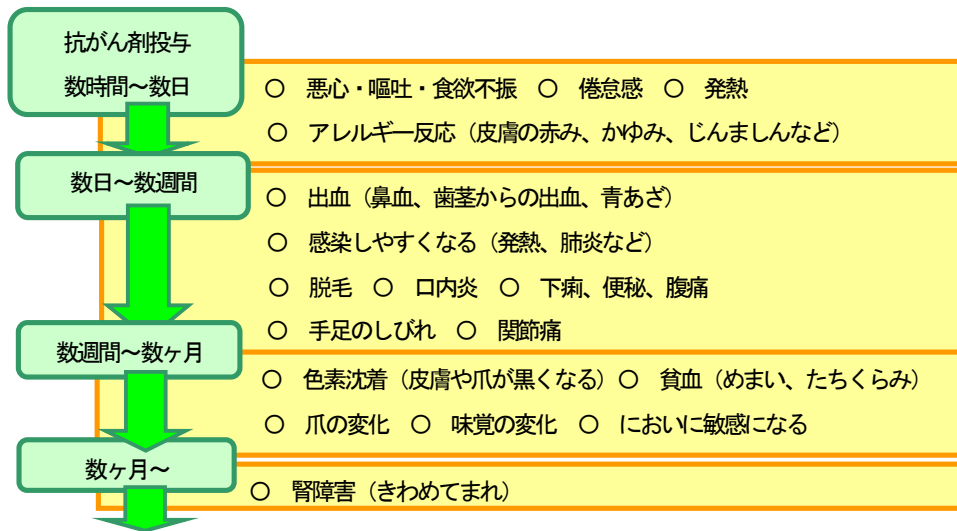 抗がん剤投与
数時間～数日
○ 悪心・嘔吐・食欲不振 ○ 倦怠感 ○ 発熱
○ アレルギー反応（皮膚の赤み、かゆみ、じんましんなど）
数日～数週間
○ 出血（鼻血、歯茎からの出血、青あざ）
○ 感染しやすくなる（発熱、肺炎など）
○ 脱毛 ○ 口内炎 ○ 下痢、便秘、腹痛
○ 手足のしびれ ○ 関節痛
数週間～数ヶ月
○ 色素沈着（皮膚や爪が黒くなる）○ 貧血（めまい、たちくらみ）
○ 爪の変化 ○ 味覚の変化 ○ においに敏感になる
数ヶ月～
○ 腎障害（きわめてまれ）